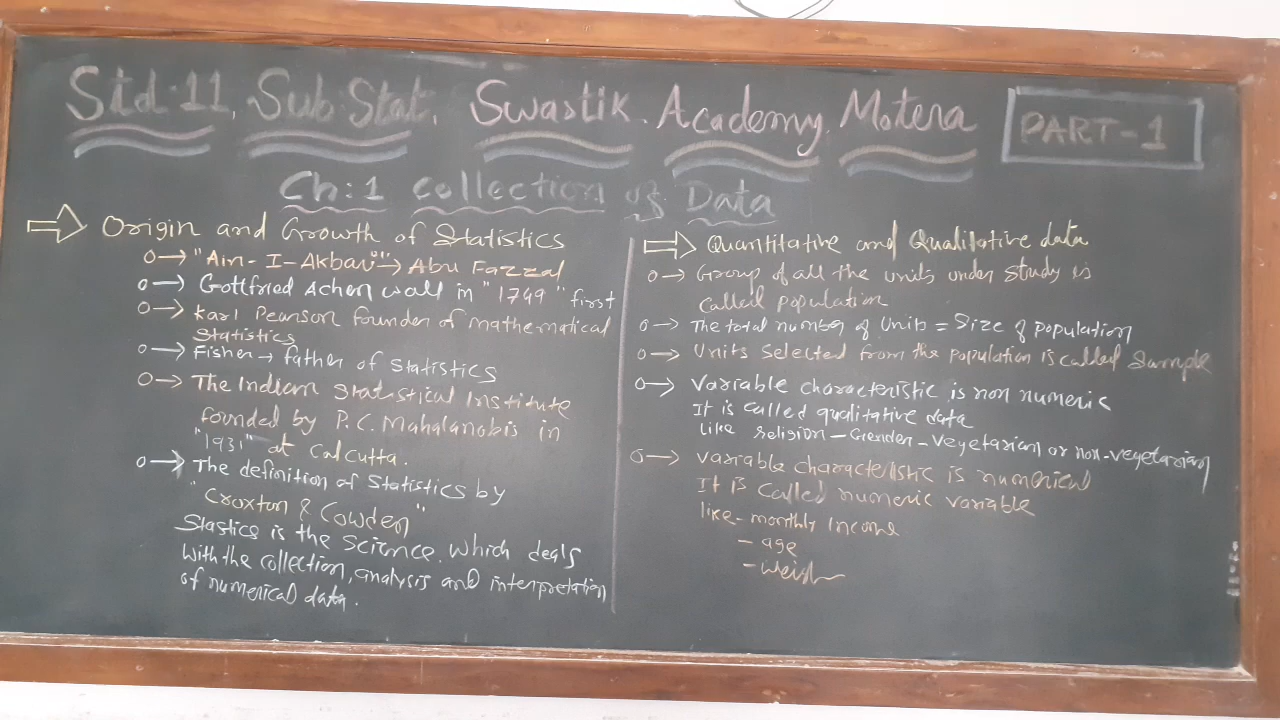 Std:11, Sub Stat, Swastik. Academy, Motera
PART-1
Ch:1 Collection of Data
⇒ Origin and Growth of Statistics
o→ "Ain-I-Akbari" → Abu Fazzal
o→ Gottfried Achen wall in "1749" first
o→ Karl Pearson founder of mathematical
Statistics
o→ Fisher → father of Statistics
o→ The Indian Statistical Institute
founded by P.C. Mahalanobis in
"1931" at Calcutta.
o→ The definition of Statistics by
"Croxton & Cowden"
Stastics is the science. which deals
with the collection, analysis and interpretation
of numerical data.
⇒ Quantitative and Qualitative data
o→ Group of all the units under study is
called population
o→ The total number of Units = Size of population
o→ Units Selected from the population is called Sample
o→ Variable characteristic is non numeric
It is called qualitative data
Like religion - Gender - Vegetarian or non-vegetarian
o→ Variable characteristic is numerical
It is called numeric variable
like - monthly Income
- age